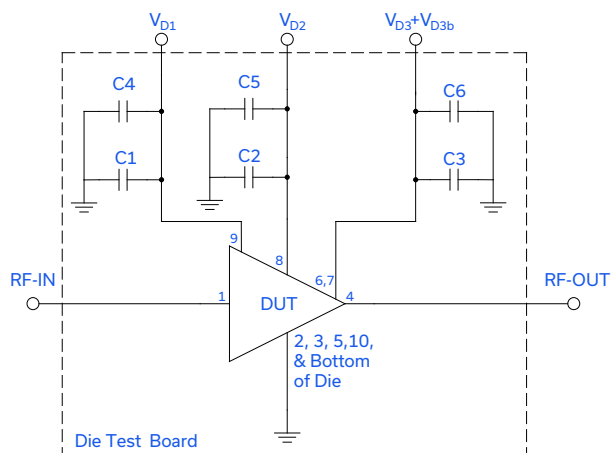 VD1
VD2
VD3+VD3b
C4
C5
C6
C1
C2
C3
9
8
6,7
RF-IN
RF-OUT
1
DUT
4
2, 3, 5,10,
& Bottom
of Die
Die Test Board